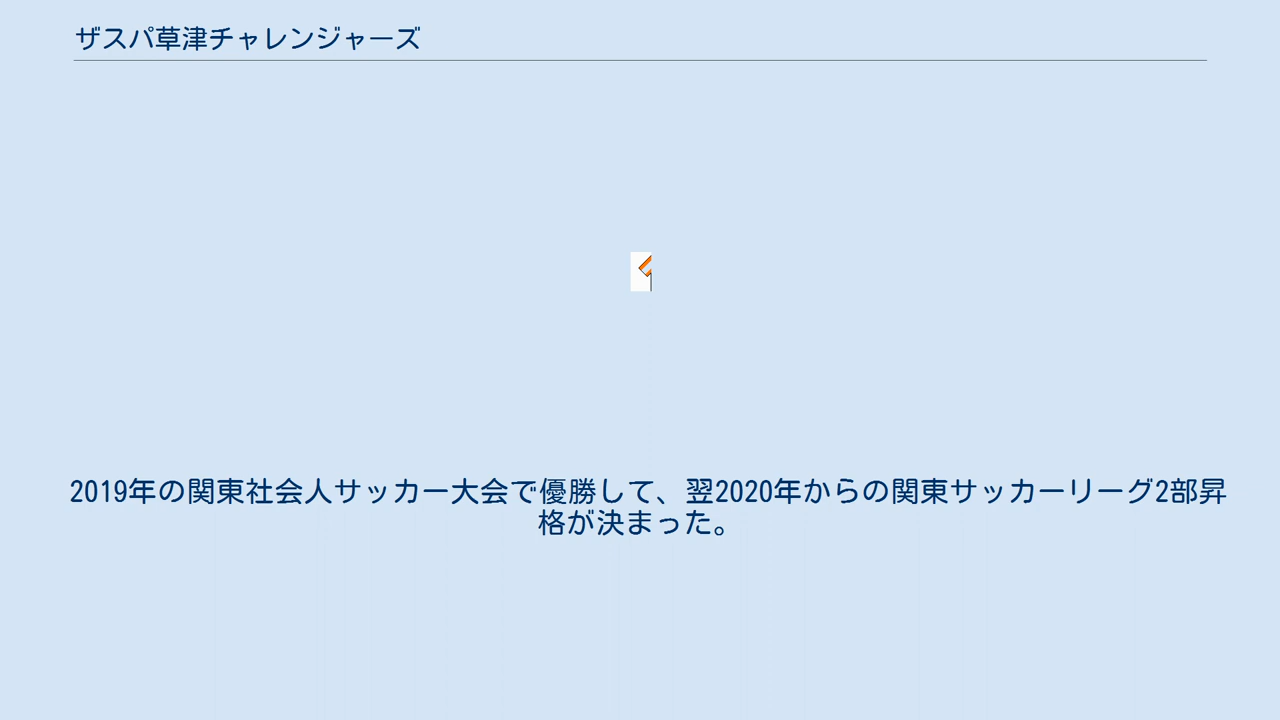 ザスパ草津チャレンジャーズ
2019年の関東社会人サッカー大会で優勝して、翌2020年からの関東サッカーリーグ2部昇
格が決まった。